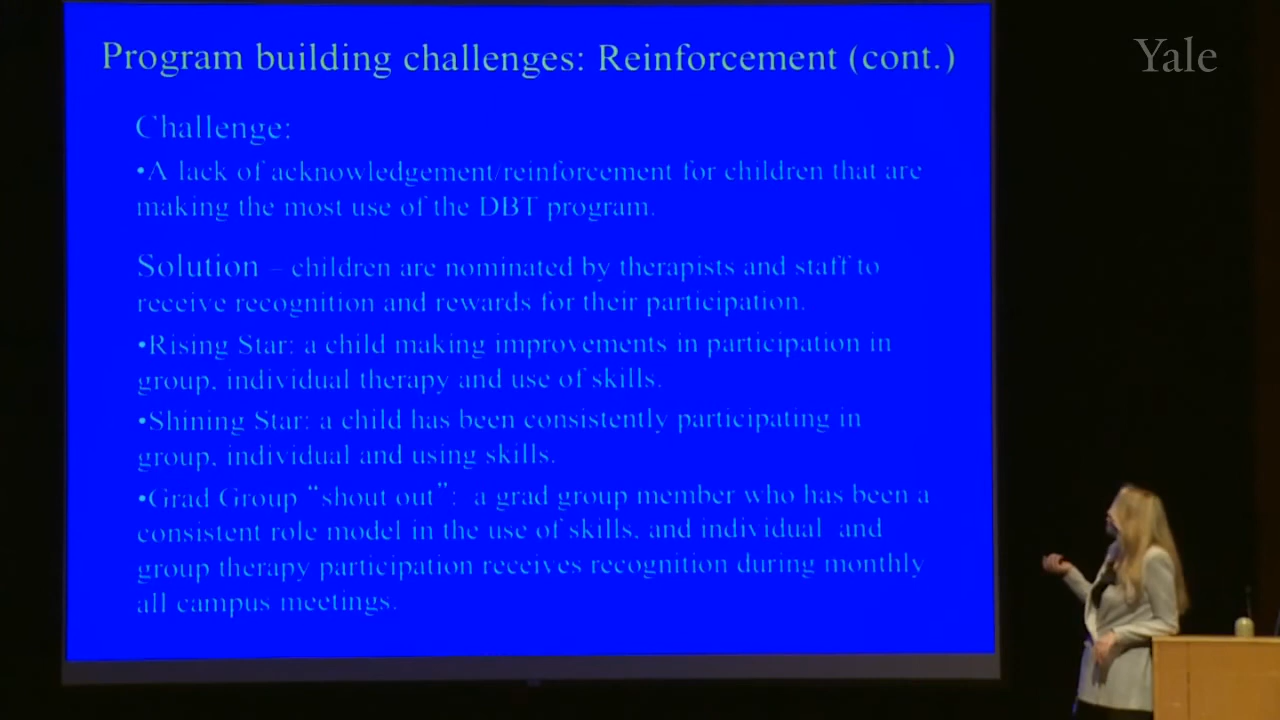 Program building challenges: Reinforcement (cont.)
Yale
Challenge:
•A lack of acknowledgement/reinforcement for children that are
making the most use of the DBT program.
Solution – children are nominated by therapists and staff to
receive recognition and rewards for their participation.
•Rising Star: a child making improvements in participation in
group, individual therapy and use of skills.
•Shining Star: a child has been consistently participating in
group, individual and using skills.
•Grad Group “shout out”: a grad group member who has been a
consistent role model in the use of skills, and individual and
group therapy participation receives recognition during monthly
all campus meetings.